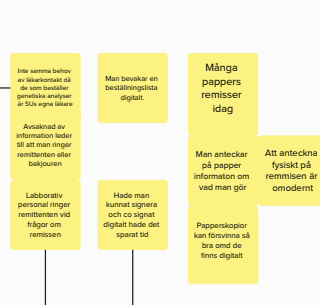 Inte samma behov
av läkarkontakt då
de som beställer
genetiska analyser
är SUs egna läkare
Avsaknad av
information leder
till att man ringer
remittenten eller
bakjouren
Labborativ
personal ringer
remittenten vid
frågor om
remissen
Man bevakar en
beställningslista
digitalt.
Hade man
kunnat signera
och co signat
digitalt hade det
sparat tid
Många
pappers
remisser
idag
Man anteckar
på papper
informaton om
vad man gör
Papperskopior
kan försvinna så
bra omd de
finns digitalt
Att anteckna
fysiskt på
remmisen är
omodernt